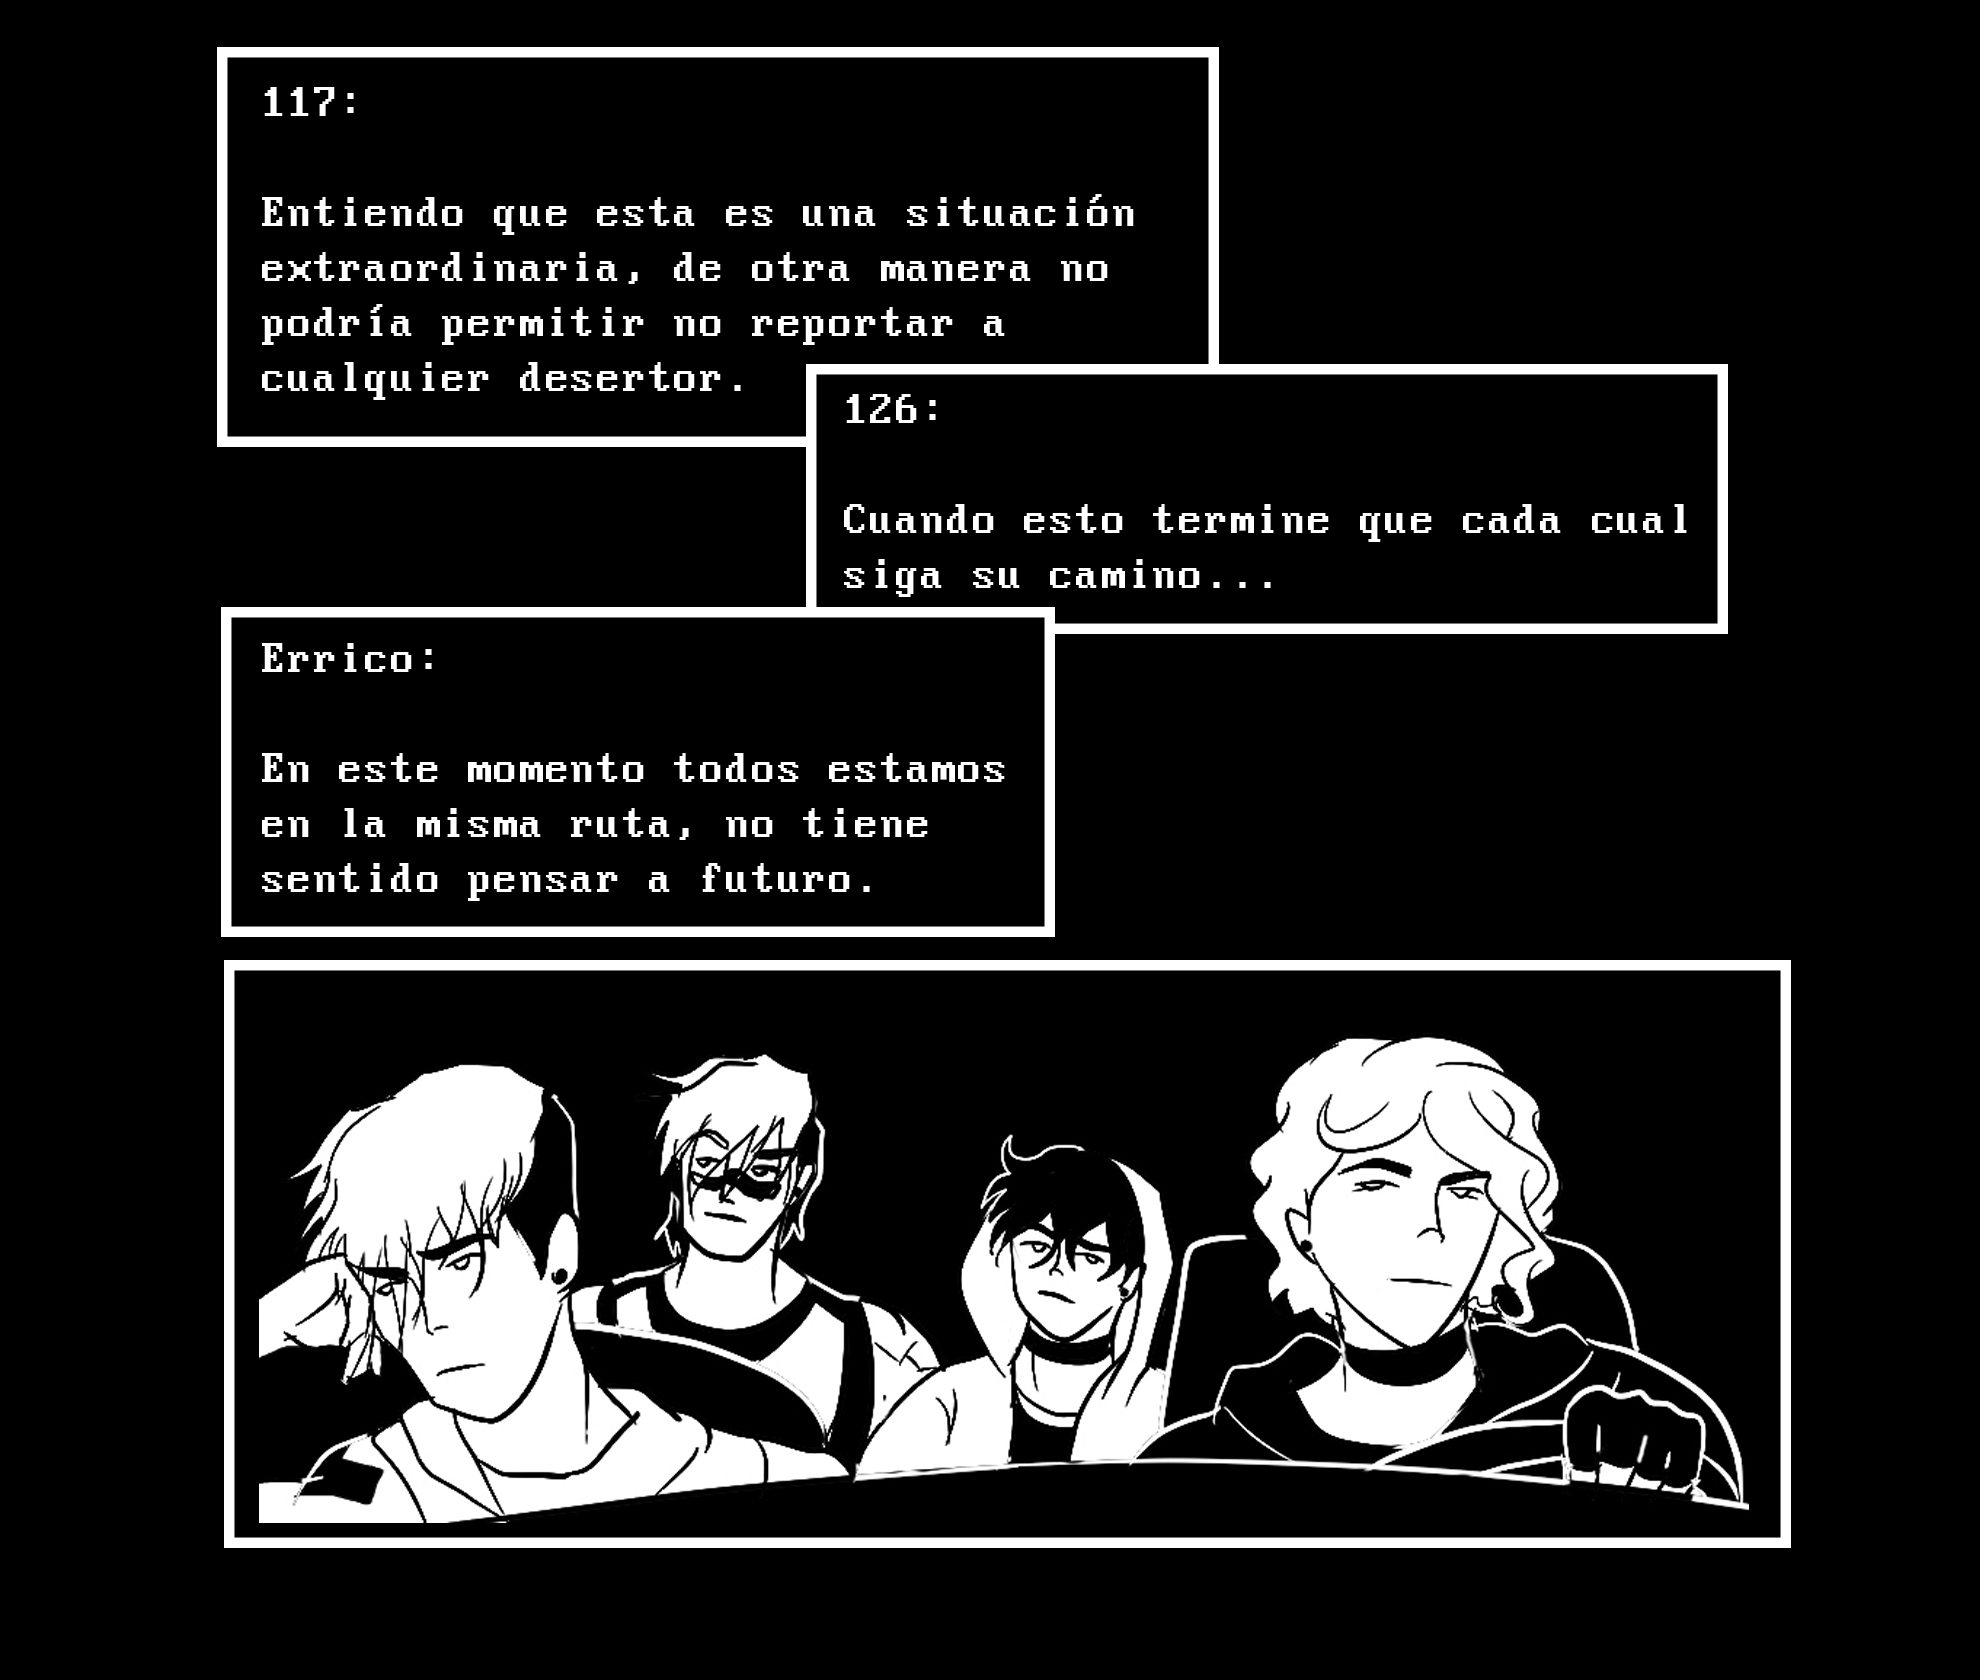 117:
Entiendo que esta es una situación
extraordinaria, de otra manera no
podría permitir no reportar a
cualquier desertor.
126:
Cuando esto termine que cada cual
siga su camino...
Errico:
En este momento todos estamos
en la misma ruta, no tiene
sentido pensar a futuro.